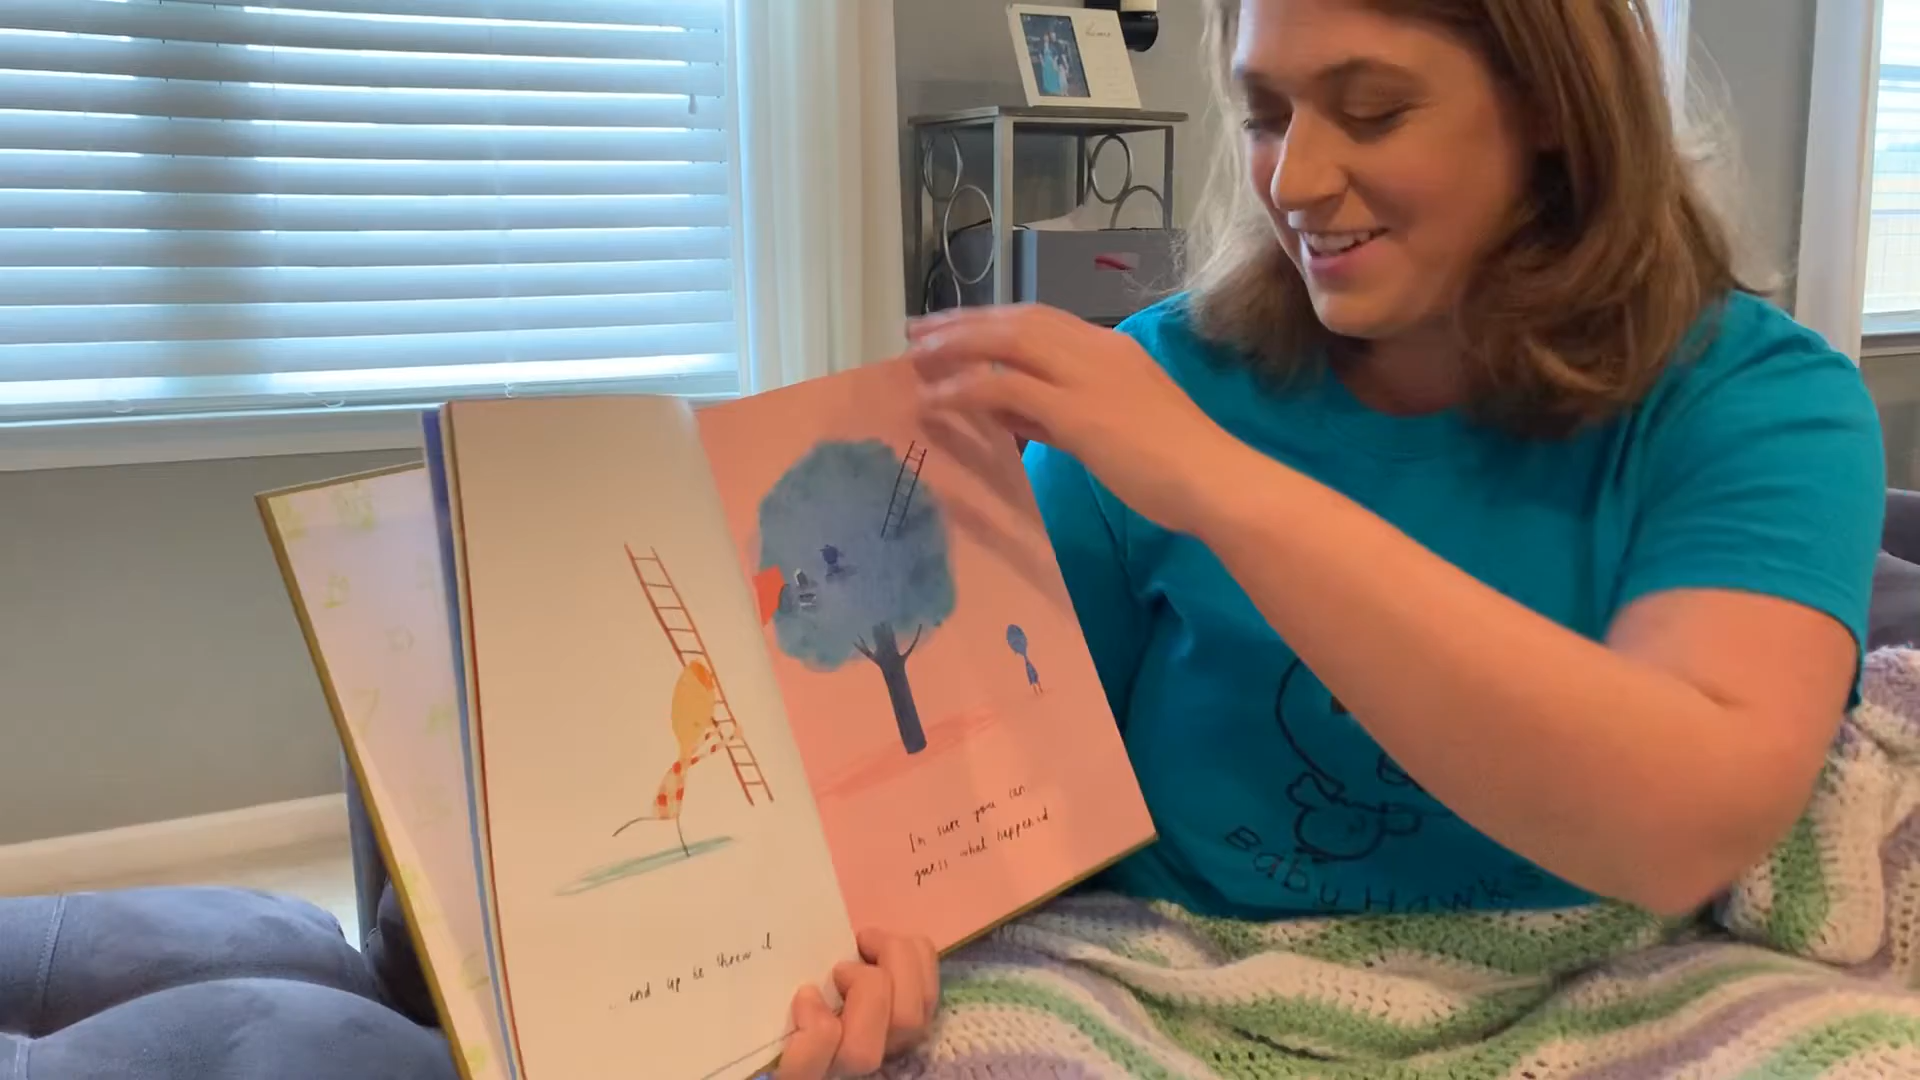 ...and up he threw it
I'm sure you can
guess what happened
Baby Hawks